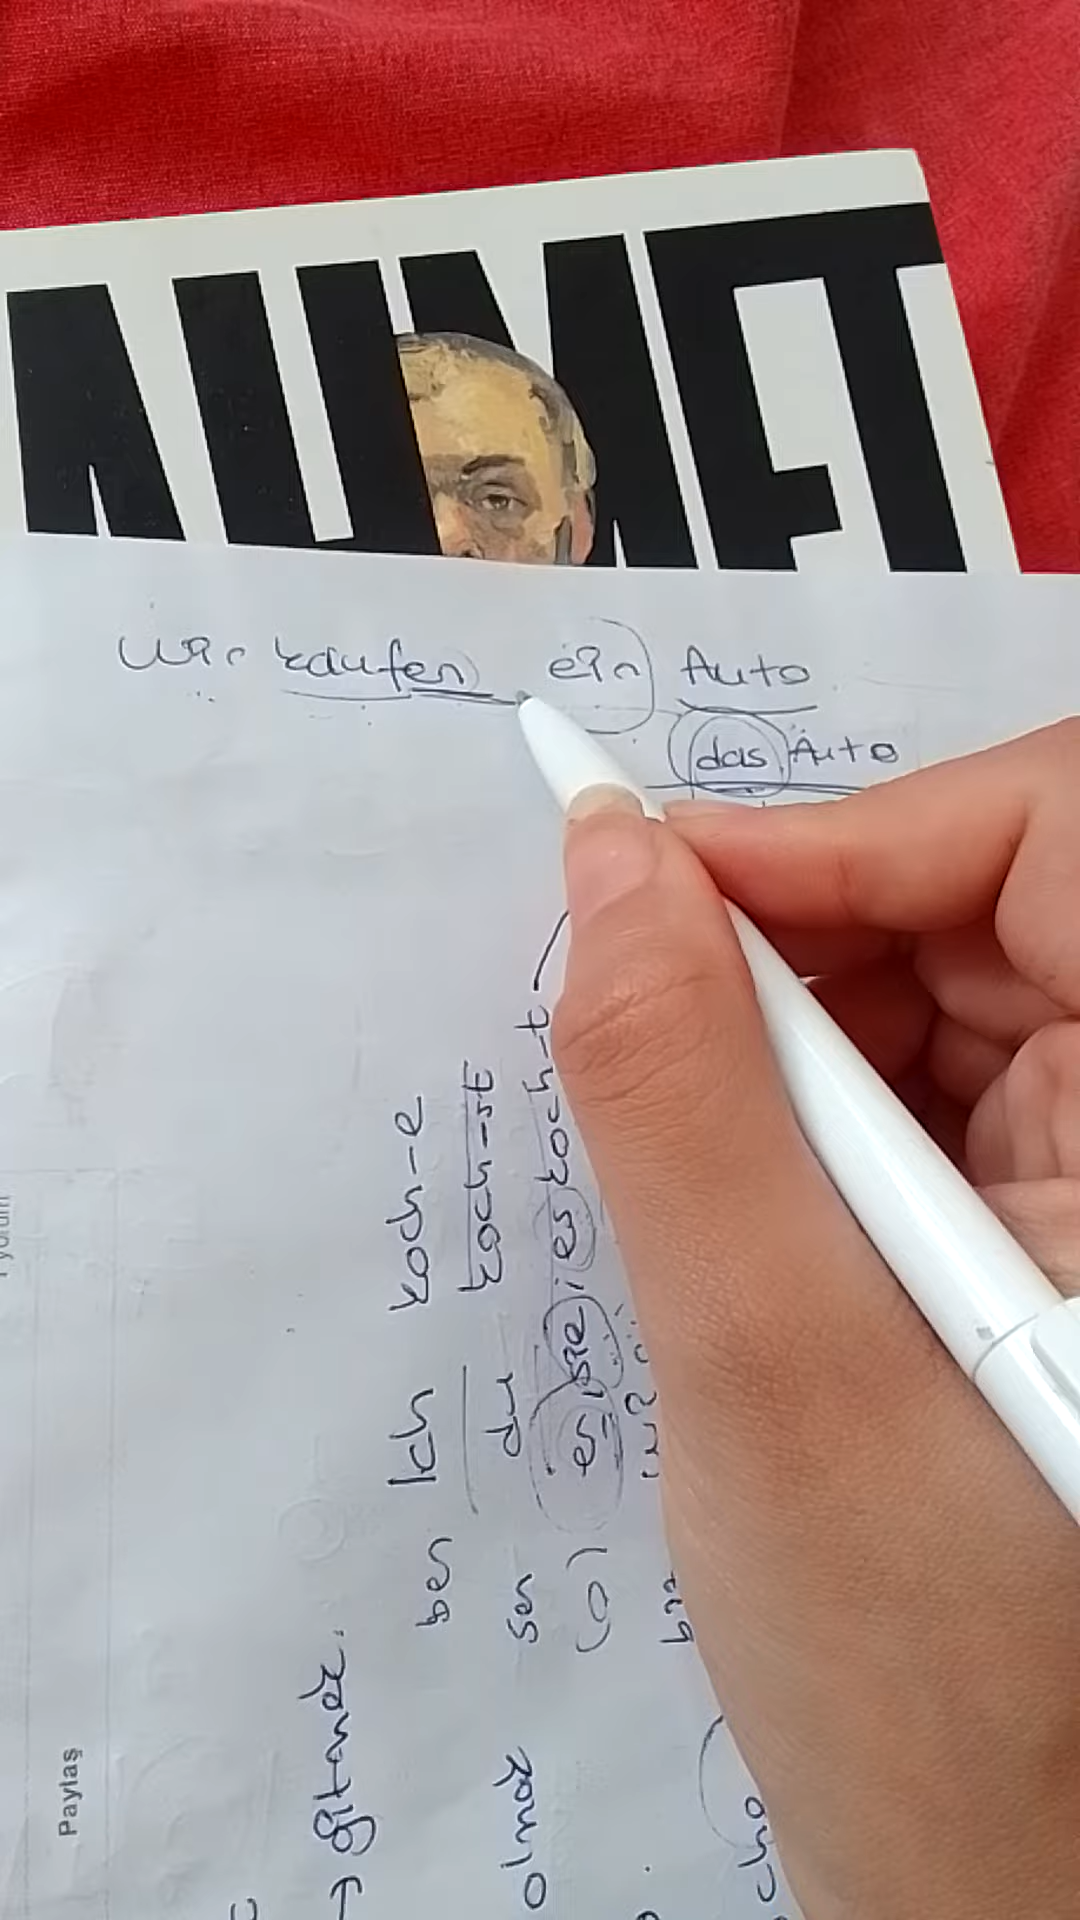 AHMET
wir kaufen ein Auto
das Auto
ben Ich koch-e
sen du koch-st
(o) er, sie, es koch-t
→ gitmek.
olmak
Paylaş